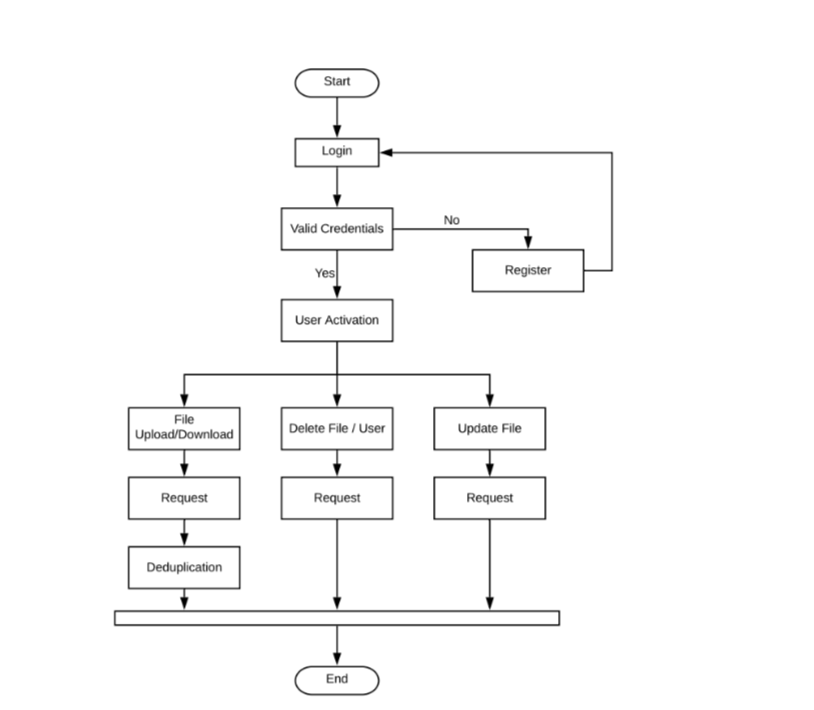 Start
Login
Valid Credentials
No
Register
Yes
User Activation
File
Upload/Download
Delete File / User
Update File
Request
Request
Request
Deduplication
End